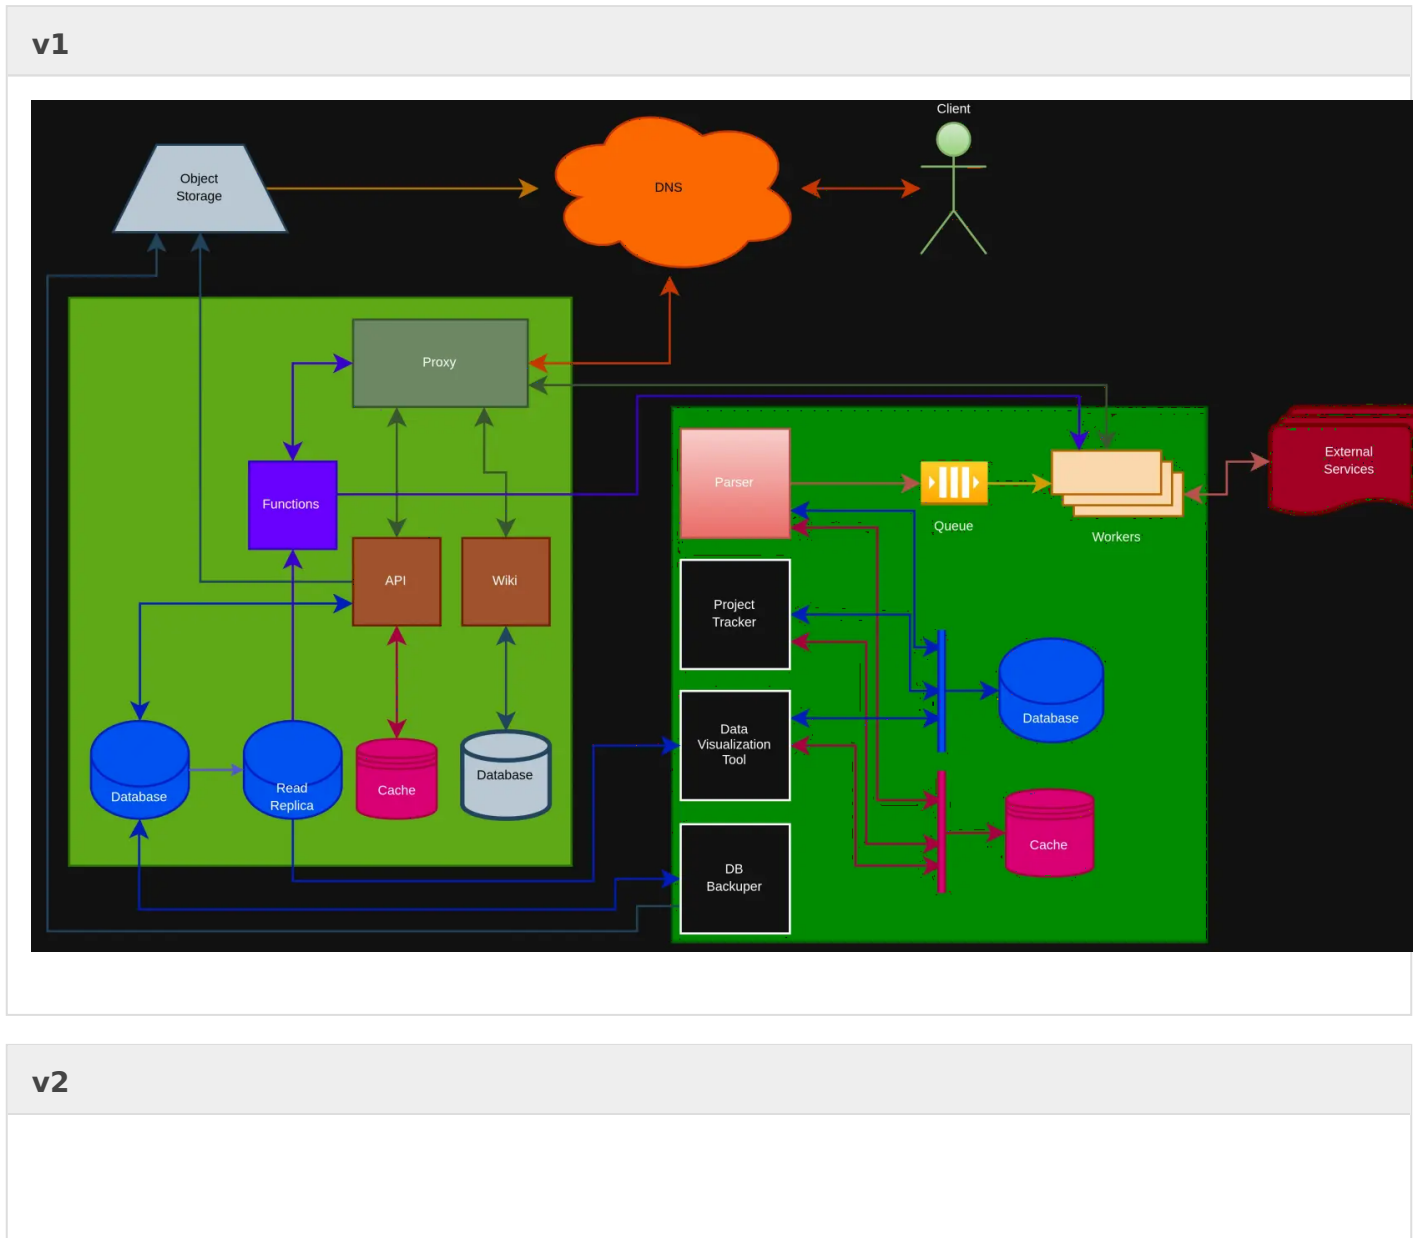 v1
Client
Object
Storage
DNS
Proxy
Functions
API
Wiki
Database
Read
Replica
Cache
Database
Parser
Queue
Workers
External
Services
Project
Tracker
Data
Visualization
Tool
Database
DB
Backuper
Cache
v2